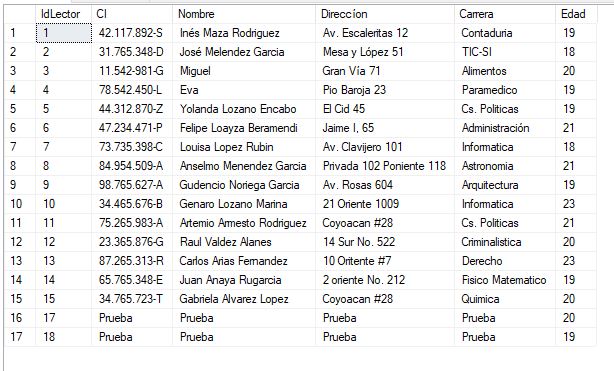 IdLector CI Nombre Direccíon Carrera Edad
1 1 42.117.892-S Inés Maza Rodriguez Av. Escaleritas 12 Contaduria 19
2 2 31.765.348-D José Melendez Garcia Mesa y López 51 TIC-SI 18
3 3 11.542-981-G Miguel Gran Vía 71 Alimentos 20
4 4 78.542.450-L Eva Pio Baroja 23 Paramedico 19
5 5 44.312.870-Z Yolanda Lozano Encabo El Cid 45 Cs. Politicas 19
6 6 47.234.471-P Felipe Loayza Beramendi Jaime I, 65 Administración 21
7 7 73.735.398-C Louisa Lopez Rubin Av. Clavijero 101 Informatica 18
8 8 84.954.509-A Anselmo Menendez Garcia Privada 102 Poniente 118 Astronomia 21
9 9 98.765.627-A Gudencio Noriega Garcia Av. Rosas 604 Arquitectura 19
10 10 34.465.676-B Genaro Lozano Marina 21 Oriente 1009 Informatica 23
11 11 75.265.983-A Artemio Armesto Rodriguez Coyoacan #28 Cs. Politicas 21
12 12 23.365.876-G Raul Valdez Alanes 14 Sur No. 522 Criminalistica 20
13 13 87.265.313-R Carlos Arias Fernandez 10 Oritente #7 Derecho 23
14 14 65.765.348-E Juan Anaya Rugarcia 2 oriente No. 212 Fisico Matematico 19
15 15 34.765.723-T Gabriela Alvarez Lopez Coyoacan #28 Quimica 20
16 17 Prueba Prueba Prueba Prueba 20
17 18 Prueba Prueba Prueba Prueba 19